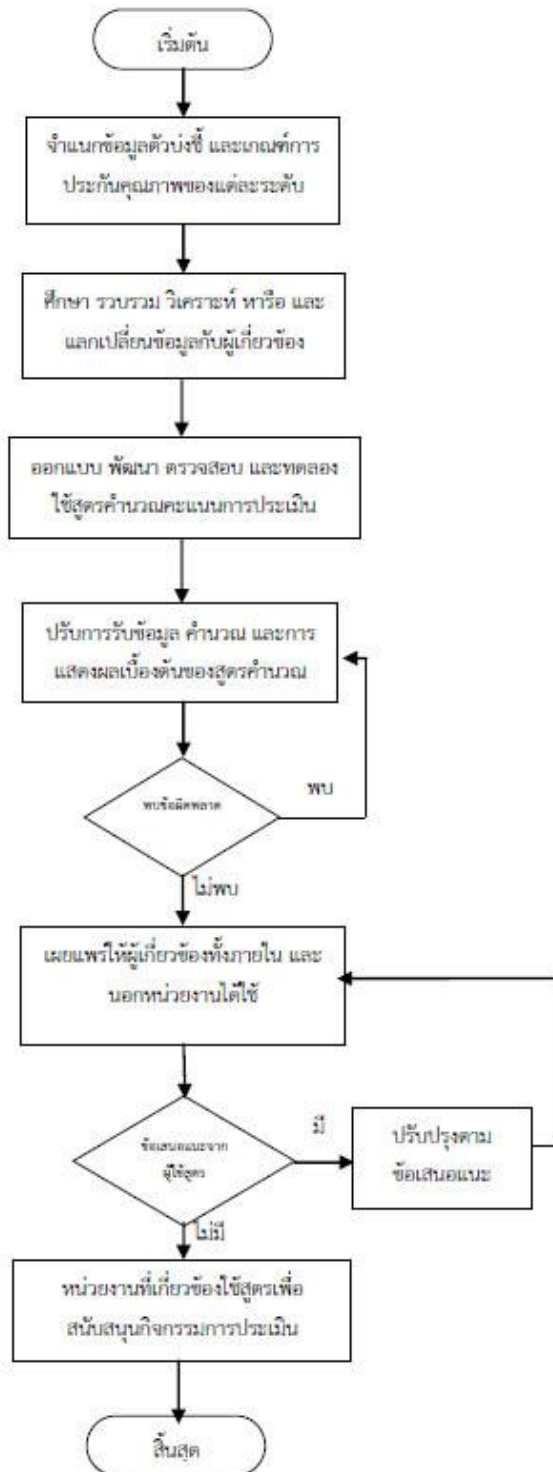 เริ่มต้น
จำแนกข้อมูลตัวบ่งชี้ และเกณฑ์การ
ประกันคุณภาพของแต่ละระดับ
ศึกษา รวบรวม วิเคราะห์ หารือ และ
แลกเปลี่ยนข้อมูลกับผู้เกี่ยวข้อง
ออกแบบ พัฒนา ตรวจสอบ และทดลอง
ใช้สูตรคำนวณคะแนนการประเมิน
ปรับการรับข้อมูล คำนวณ และการ
แสดงผลเบื้องต้นของสูตรคำนวณ
พบข้อผิดพลาด
พบ
ไม่พบ
เผยแพร่ให้ผู้เกี่ยวข้องทั้งภายใน และ
นอกหน่วยงานได้ใช้
ข้อเสนอแนะจาก
ผู้ใช้สูตร
มี
ปรับปรุงตาม
ข้อเสนอแนะ
ไม่มี
หน่วยงานที่เกี่ยวข้องใช้สูตรเพื่อ
สนับสนุนกิจกรรมการประเมิน
สิ้นสุด